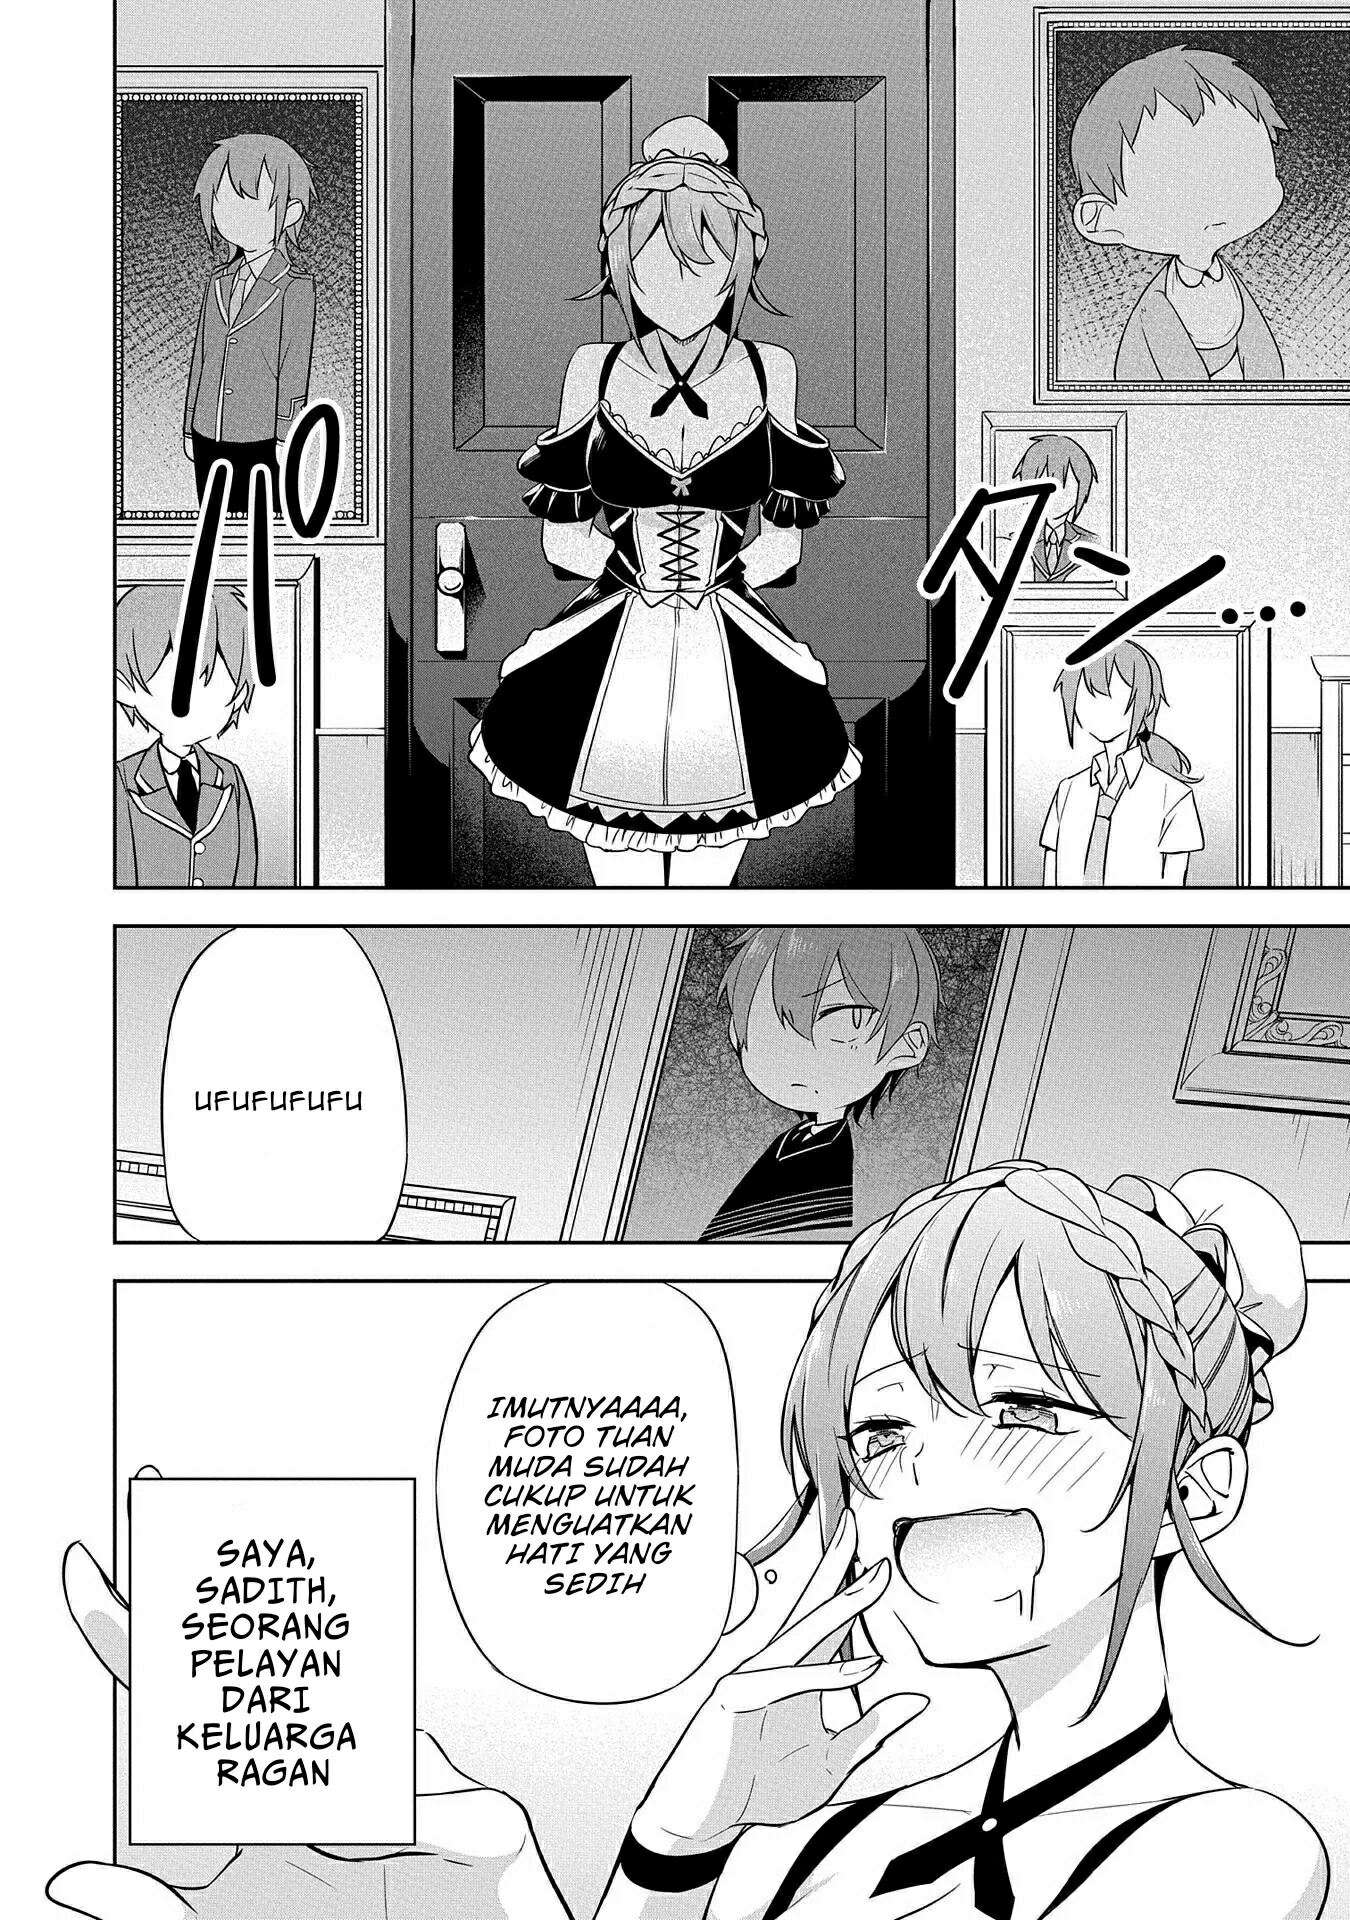 パタン...
UFUFUFUFU
IMUTNYAAAA,
FOTO TUAN
MUDA SUDAH
CUKUP UNTUK
MENGUATKAN
HATI YANG
SEDIH
SAYA,
SADITH,
SEORANG
PELAYAN
DARI
KELUARGA
RAGAN